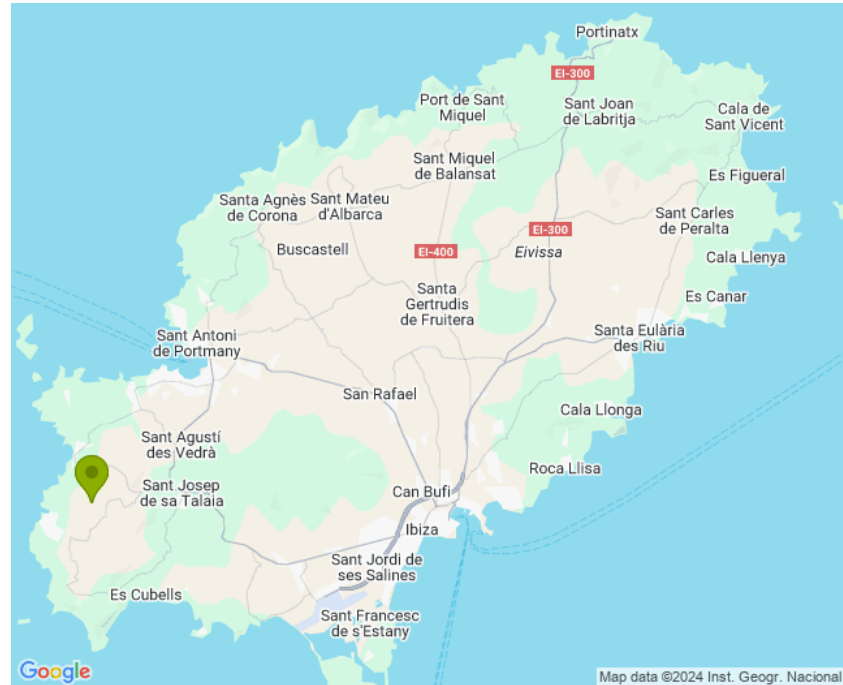 Portinatx
EI-300
Port de Sant
Miquel
Sant Joan
de Labritja
Cala de
Sant Vicent
Sant Miquel
de Balansat
Es Figueral
Santa Agnès
de Corona
Sant Mateu
d'Albarca
Sant Carles
de Peralta
EI-300
Buscastell
EI-400
Eivissa
Cala Llenya
Santa
Gertrudis
de Fruitera
Es Canar
Sant Antoni
de Portmany
Santa Eulària
des Riu
San Rafael
Cala Llonga
Sant Agustí
des Vedrà
Roca Llisa
Sant Josep
de sa Talaia
Can Bufi
Ibiza
Sant Jordi de
ses Salines
Es Cubells
Sant Francesc
de s'Estany
Google
Map data ©2024 Inst. Geogr. Nacional